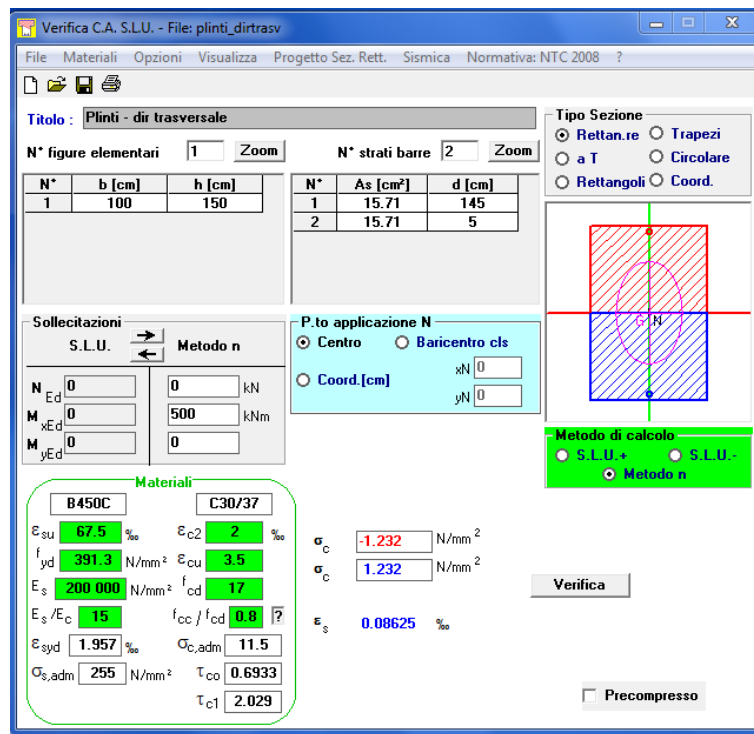 Verifica C.A. S.L.U. - File: plinti_dirtrasv
File Materiali Opzioni Visualizza Progetto Sez. Rett. Sismica Normativa: NTC 2008 ?
Titolo : Plinti - dir trasversale
N° figure elementari 1 Zoom
N° strati barre 2 Zoom
N° b [cm] h [cm]
1 100 150
N° As [cm²] d [cm]
1 15.71 145
2 15.71 5
Tipo Sezione
Rettan.re Trapezi
a T Circolare
Rettangoli Coord.
G N
Sollecitazioni
S.L.U. Metodo n
N Ed 0 0 kN
M xEd 0 500 kNm
M yEd 0 0
P.to applicazione N
Centro Baricentro cls
Coord.[cm]
xN 0
yN 0
Metodo di calcolo
S.L.U.+ S.L.U.-
Metodo n
Materiali
B450C C30/37
εsu 67.5 ‰ εc2 2 ‰
fyd 391.3 N/mm² εcu 3.5
Es 200 000 N/mm² fcd 17
Es /Ec 15 fcc / fcd 0.8 ?
εsyd 1.957 ‰ σc,adm 11.5
σs,adm 255 N/mm² τco 0.6933
τc1 2.029
σc -1.232 N/mm²
σc 1.232 N/mm²
εs 0.08625 ‰
Verifica
Precompresso